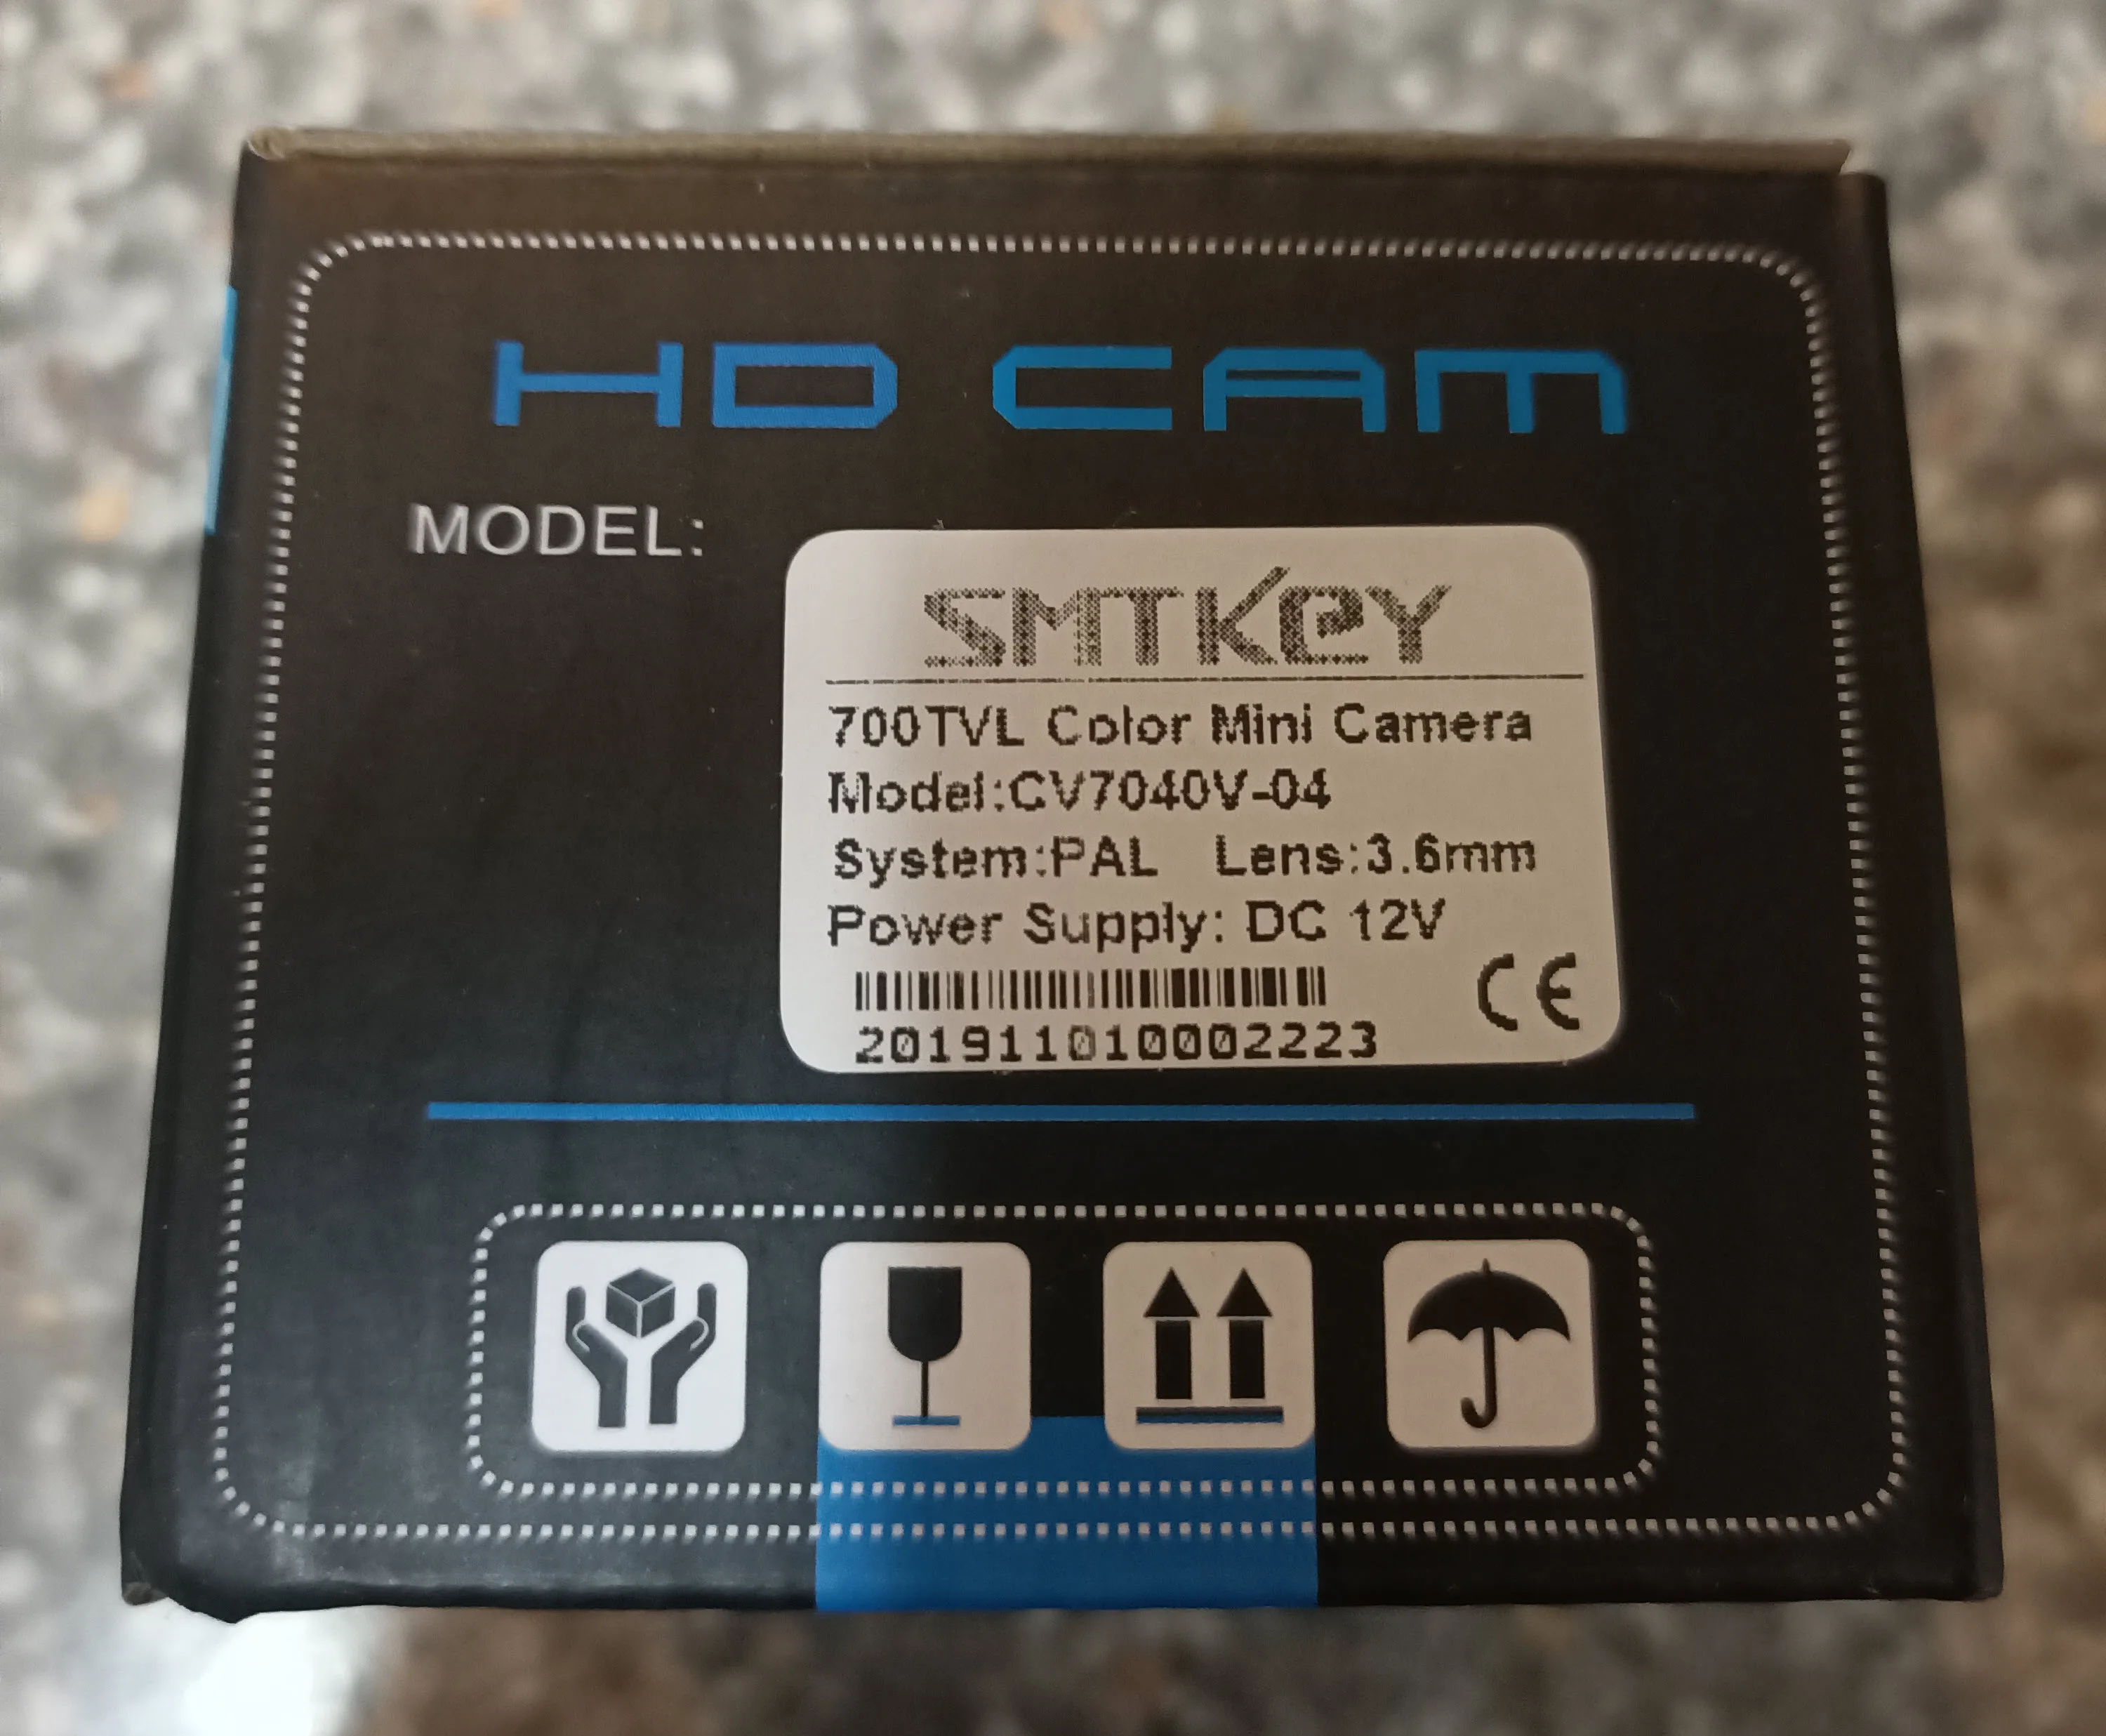 HD CAM
MODEL:
SMTKEY
700TVL Color Mini Camera
Model:CV7040V-04
System:PAL Lens:3.6mm
Power Supply: DC 12V
CE
201911010002223